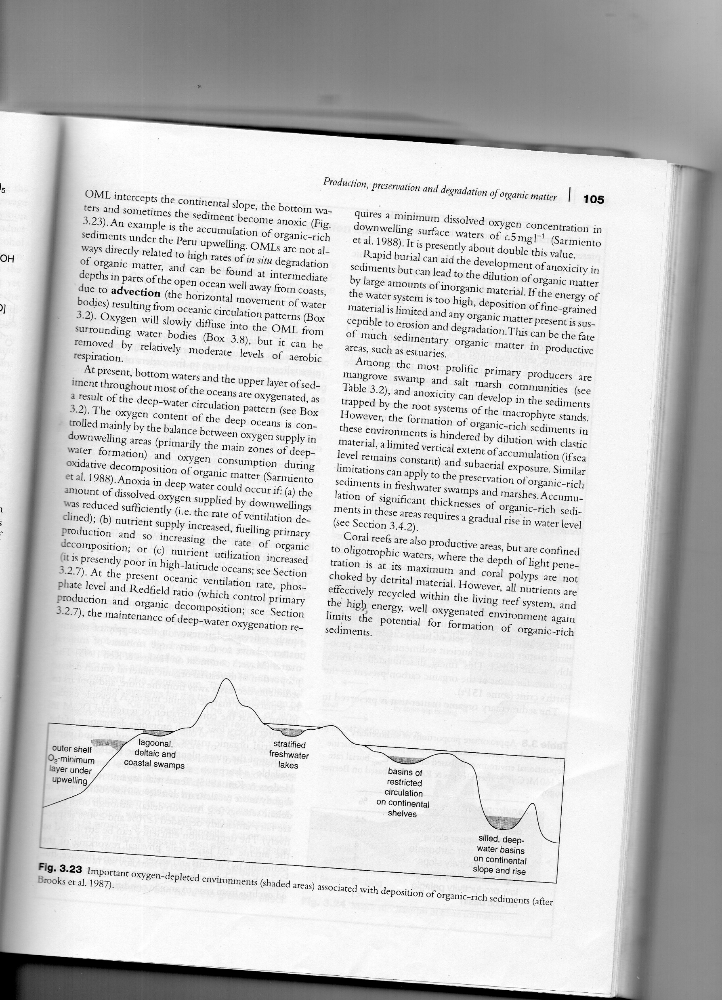 Production, preservation and degradation of organic matter | 105
OML intercepts the continental slope, the bottom wa-
ters and sometimes the sediment become anoxic (Fig.
3.23). An example is the accumulation of organic-rich
sediments under the Peru upwelling. OMLs are not al-
ways directly related to high rates of in situ degradation
of organic matter, and can be found at intermediate
depths in parts of the open ocean well away from coasts,
due to advection (the horizontal movement of water
bodies) resulting from oceanic circulation patterns (Box
3.2). Oxygen will slowly diffuse into the OML from
surrounding water bodies (Box 3.8), but it can be
removed by relatively moderate levels of aerobic
respiration.
At present, bottom waters and the upper layer of sed-
iment throughout most of the oceans are oxygenated, as
a result of the deep-water circulation pattern (see Box
3.2). The oxygen content of the deep oceans is con-
trolled mainly by the balance between oxygen supply in
downwelling areas (primarily the main zones of deep-
water formation) and oxygen consumption during
oxidative decomposition of organic matter (Sarmiento
et al. 1988). Anoxia in deep water could occur if: (a) the
amount of dissolved oxygen supplied by downwellings
was reduced sufficiently (i.e. the rate of ventilation de-
clined); (b) nutrient supply increased, fuelling primary
production and so increasing the rate of organic
decomposition; or (c) nutrient utilization increased
(it is presently poor in high-latitude oceans; see Section
3.2.7). At the present oceanic ventilation rate, phos-
phate level and Redfield ratio (which control primary
production and organic decomposition; see Section
3.2.7), the maintenance of deep-water oxygenation re-
quires a minimum dissolved oxygen concentration in
downwelling surface waters of c.5 mg l⁻¹ (Sarmiento
et al. 1988). It is presently about double this value.
Rapid burial can aid the development of anoxicity in
sediments but can lead to the dilution of organic matter
by large amounts of inorganic material. If the energy of
the water system is too high, deposition of fine-grained
material is limited and any organic matter present is sus-
ceptible to erosion and degradation. This can be the fate
of much sedimentary organic matter in productive
areas, such as estuaries.
Among the most prolific primary producers are
mangrove swamp and salt marsh communities (see
Table 3.2), and anoxicity can develop in the sediments
trapped by the root systems of the macrophyte stands.
However, the formation of organic-rich sediments in
these environments is hindered by dilution with clastic
material, a limited vertical extent of accumulation (if sea
level remains constant) and subaerial exposure. Similar
limitations can apply to the preservation of organic-rich
sediments in freshwater swamps and marshes. Accumu-
lation of significant thicknesses of organic-rich sedi-
ments in these areas requires a gradual rise in water level
(see Section 3.4.2).
Coral reefs are also productive areas, but are confined
to oligotrophic waters, where the depth of light pene-
tration is at its maximum and coral polyps are not
choked by detrital material. However, all nutrients are
effectively recycled within the living reef system, and
the high energy, well oxygenated environment again
limits the potential for formation of organic-rich
sediments.
outer shelf
O₂-minimum
layer under
upwelling
lagoonal,
deltaic and
coastal swamps
stratified
freshwater
lakes
basins of
restricted
circulation
on continental
shelves
silled, deep-
water basins
on continental
slope and rise
Fig. 3.23 Important oxygen-depleted environments (shaded areas) associated with deposition of organic-rich sediments (after
Brooks et al. 1987).